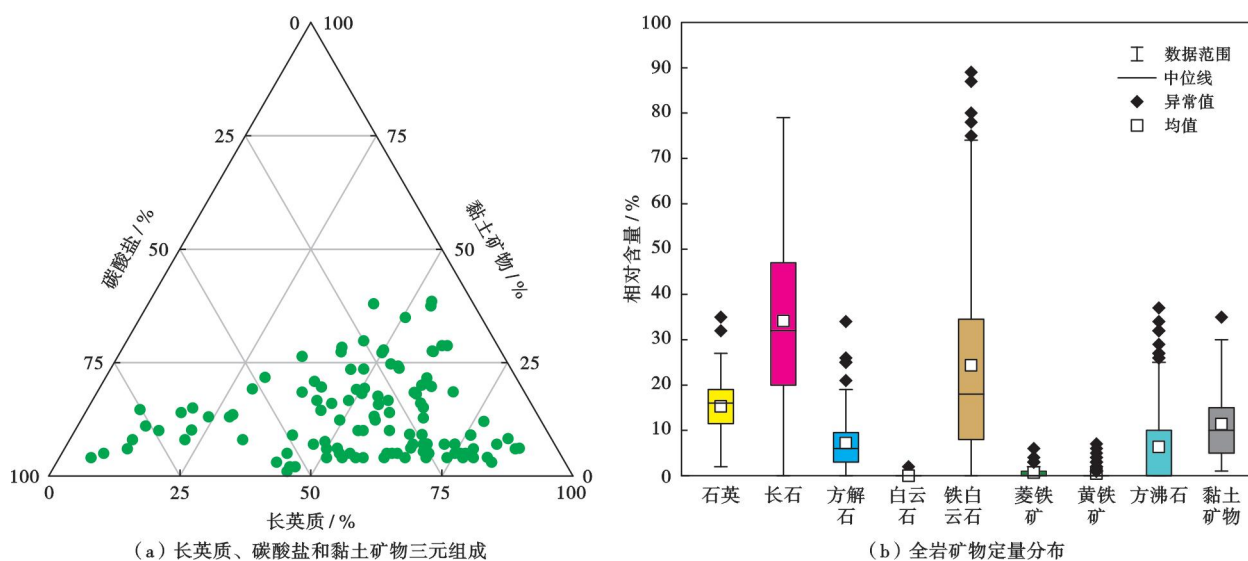 0 100
25 75
50 50
75 25
100 0
0 25 50 75 100
碳酸盐/%
黏土矿物/%
长英质/%
(a)长英质、碳酸盐和黏土矿物三元组成
100
90
80
70
60
50
40
30
20
10
0
相对含量/%
数据范围
中位线
异常值
均值
石英 长石 方解石 白云石 铁白云石 菱铁矿 黄铁矿 方沸石 黏土矿物
(b)全岩矿物定量分布